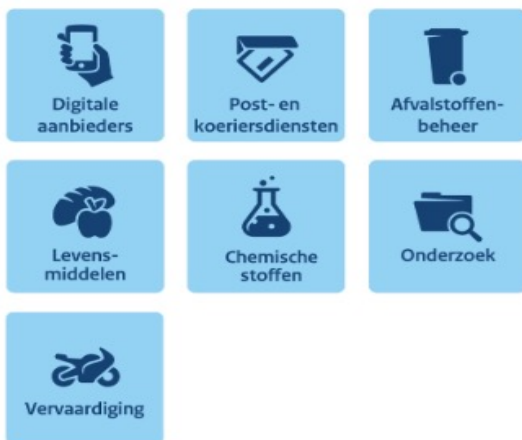 Digitale
aanbieders
Post- en
koeriersdiensten
Afvalstoffen-
beheer
Levens-
middelen
Chemische
stoffen
Onderzoek
Vervaardiging